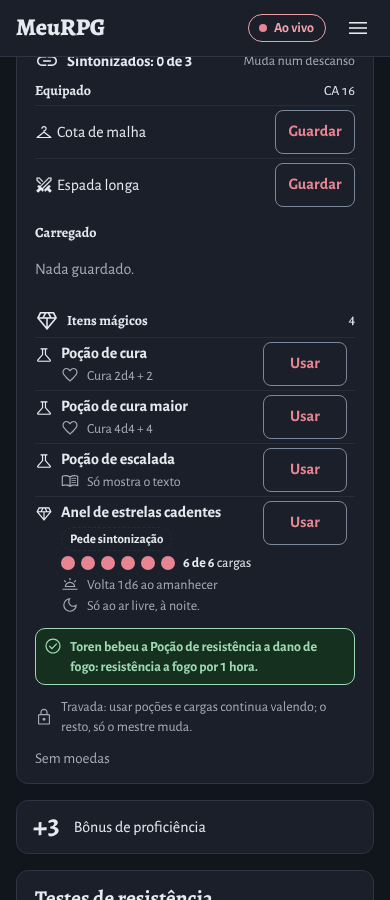 MeuRPG
Ao vivo
Sintonizados: 0 de 3
Muda num descanso
Equipado
CA 16
Cota de malha
Guardar
Espada longa
Guardar
Carregado
Nada guardado.
Itens mágicos
4
Poção de cura
Cura 2d4 + 2
Usar
Poção de cura maior
Cura 4d4 + 4
Usar
Poção de escalada
Só mostra o texto
Usar
Anel de estrelas cadentes
Usar
Pede sintonização
6 de 6 cargas
Volta 1d6 ao amanhecer
Só ao ar livre, à noite.
Toren bebeu a Poção de resistência a dano de
fogo: resistência a fogo por 1 hora.
Travada: usar poções e cargas continua valendo; o
resto, só o mestre muda.
Sem moedas
+3
Bônus de proficiência
Testes de resistência